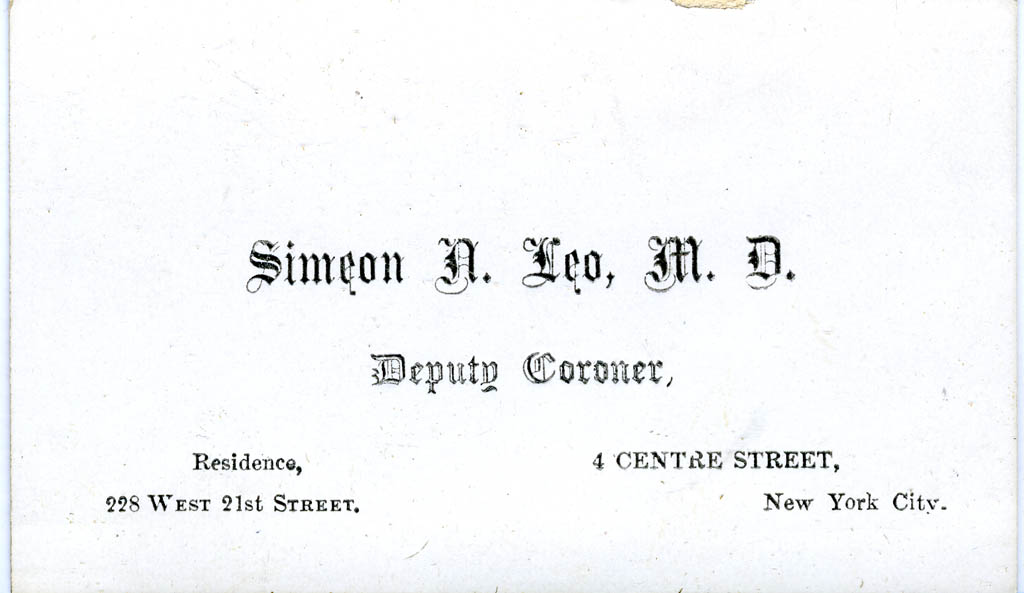 Simeon N. Leo, M. D.
Deputy Coroner,
Residence,
228 West 21st Street.
4 CENTRE STREET,
New York City.